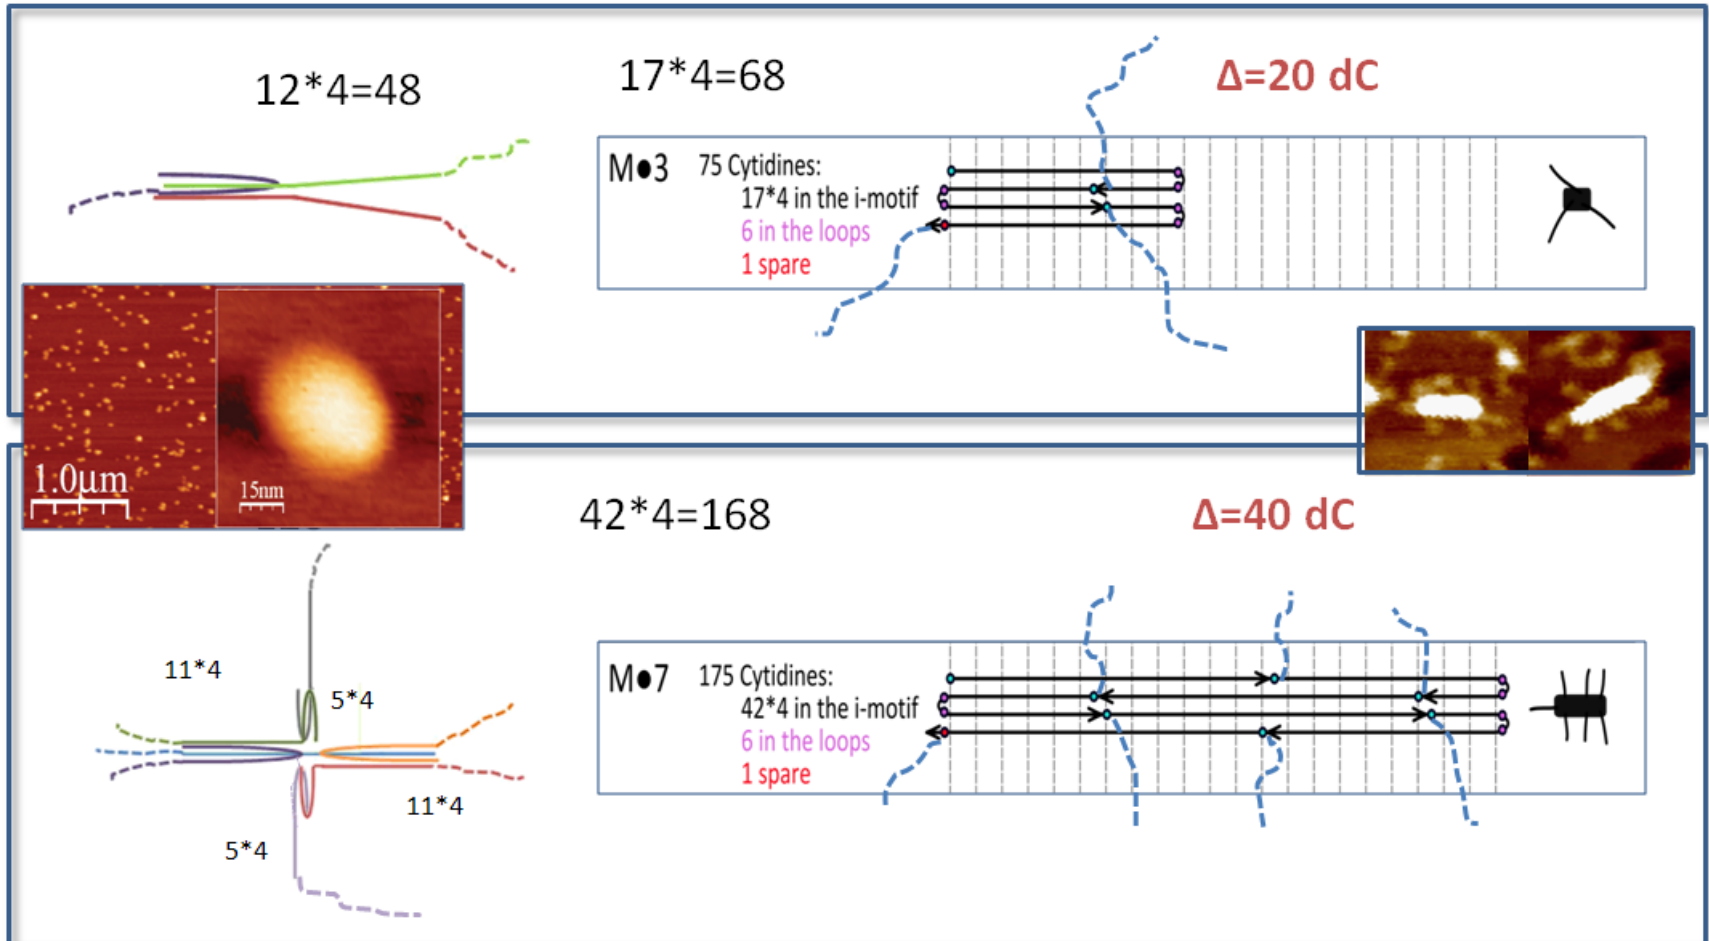 12*4=48
17*4=68
Δ=20 dC
M●3
75 Cytidines:
17*4 in the i-motif
6 in the loops
1 spare
1.0µm
15nm
42*4=168
Δ=40 dC
11*4
5*4
11*4
5*4
M●7
175 Cytidines:
42*4 in the i-motif
6 in the loops
1 spare